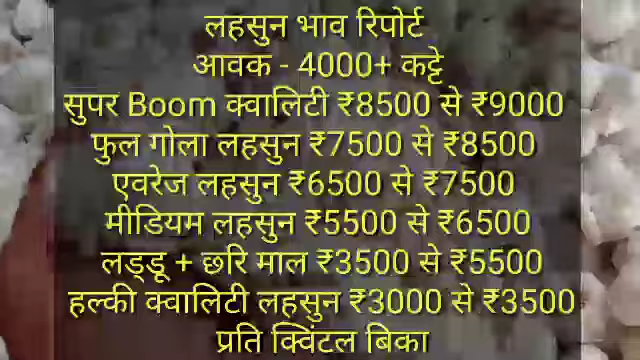 लहसुन भाव रिपोर्ट
आवक - 4000+ कट्टे
सुपर Boom क्वालिटी ₹8500 से ₹9000
फुल गोला लहसुन ₹7500 से ₹8500
एवरेज लहसुन ₹6500 से ₹7500
मीडियम लहसुन ₹5500 से ₹6500
लड्डू + छरि माल ₹3500 से ₹5500
हल्की क्वालिटी लहसुन ₹3000 से ₹3500
प्रति क्विंटल बिका